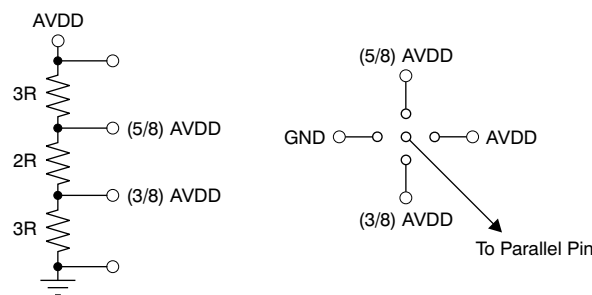 AVDD
3R
(5/8) AVDD
2R
(3/8) AVDD
3R
(5/8) AVDD
GND
AVDD
(3/8) AVDD
To Parallel Pin